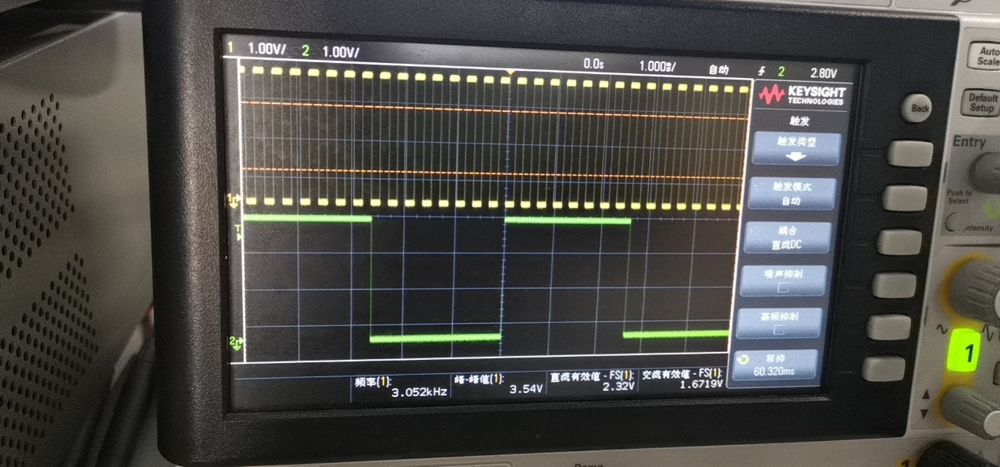 1 1.00V/ 2 1.00V/ 0.0s 1.000ms/ 自动 2 2.80V
KEYSIGHT
TECHNOLOGIES
触发
触发类型
触发模式
自动
耦合
直流DC
噪声抑制
高频抑制
释抑
60.320ms
1
T
2
频率(1):
3.052kHz
峰-峰值(1):
3.54V
直流有效值 - FS(1):
2.32V
交流有效值 - FS(1):
1.6719V
Back
Auto
Scale
Default
Setup
Entry
Push to
Select
Intensity
1
1